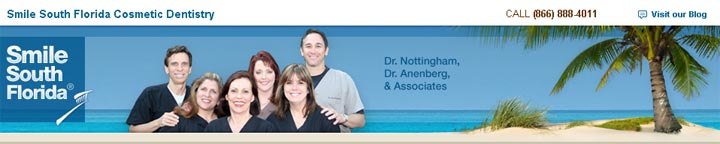 Smile South Florida Cosmetic Dentistry
CALL (866) 888-4011
Visit our Blog
Smile
South
Florida®
Dr. Nottingham,
Dr. Anenberg,
& Associates